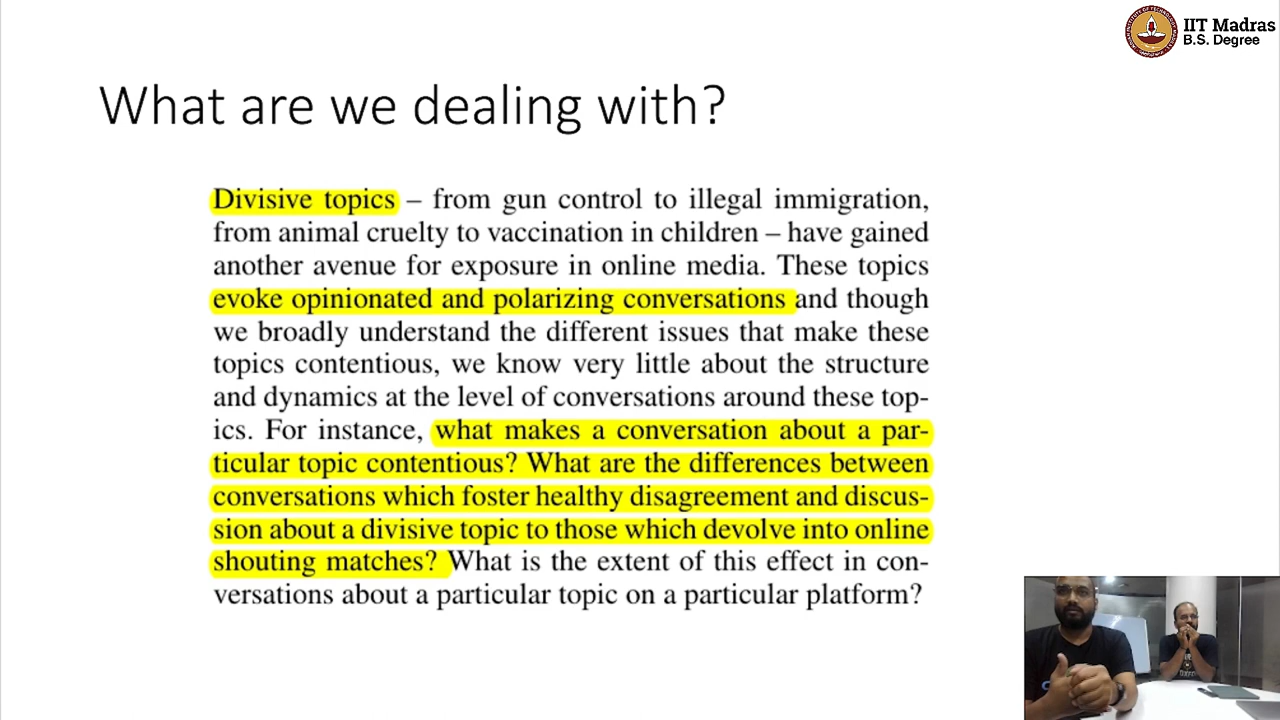 IIT Madras
B.S. Degree
What are we dealing with?
Divisive topics – from gun control to illegal immigration,
from animal cruelty to vaccination in children – have gained
another avenue for exposure in online media. These topics
evoke opinionated and polarizing conversations and though
we broadly understand the different issues that make these
topics contentious, we know very little about the structure
and dynamics at the level of conversations around these top-
ics. For instance, what makes a conversation about a par-
ticular topic contentious? What are the differences between
conversations which foster healthy disagreement and discus-
sion about a divisive topic to those which devolve into online
shouting matches? What is the extent of this effect in con-
versations about a particular topic on a particular platform?